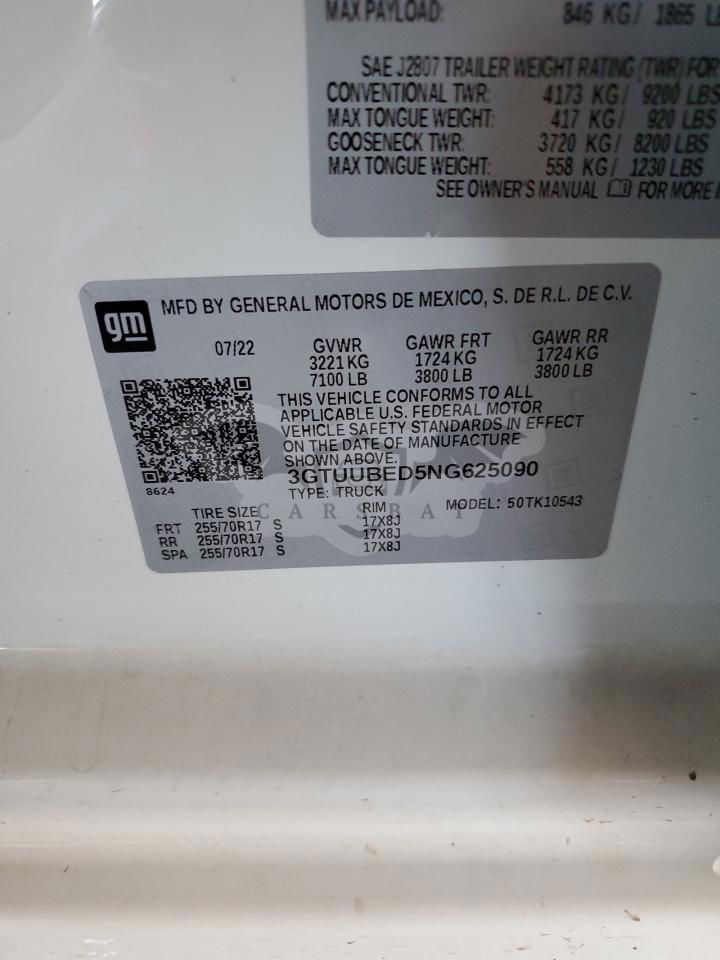 MAX PAYLOAD: 846 KG/ 1865
SAE J2807 TRAILER WEIGHT RATING (TWR) FOR
CONVENTIONAL TWR: 4173 KG/ 9200 LBS
MAX TONGUE WEIGHT: 417 KG/ 920 LBS
GOOSENECK TWR: 3720 KG/ 8200 LBS
MAX TONGUE WEIGHT: 558 KG/ 1230 LBS
SEE OWNER'S MANUAL FOR MORE
gm
MFD BY GENERAL MOTORS DE MEXICO, S. DE R.L. DE C.V.
07/22 GVWR GAWR FRT GAWR RR
3221 KG 1724 KG 1724 KG
7100 LB 3800 LB 3800 LB
THIS VEHICLE CONFORMS TO ALL
APPLICABLE U.S. FEDERAL MOTOR
VEHICLE SAFETY STANDARDS IN EFFECT
ON THE DATE OF MANUFACTURE
SHOWN ABOVE.
3GTUUBED5NG625090
8624
TYPE: TRUCK MODEL: 50TK10543
TIRE SIZE RIM
CARSBAT
FRT 255/70R17 S 17X8J
RR 255/70R17 S 17X8J
SPA 255/70R17 S 17X8J